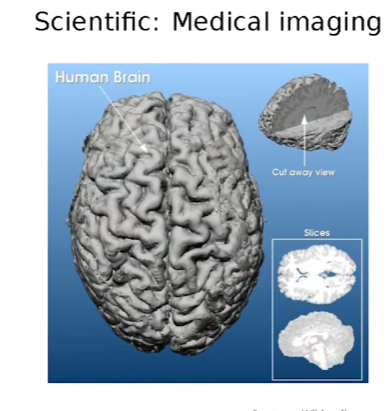 Scientific: Medical imaging
Human Brain
Cut away view
Slices